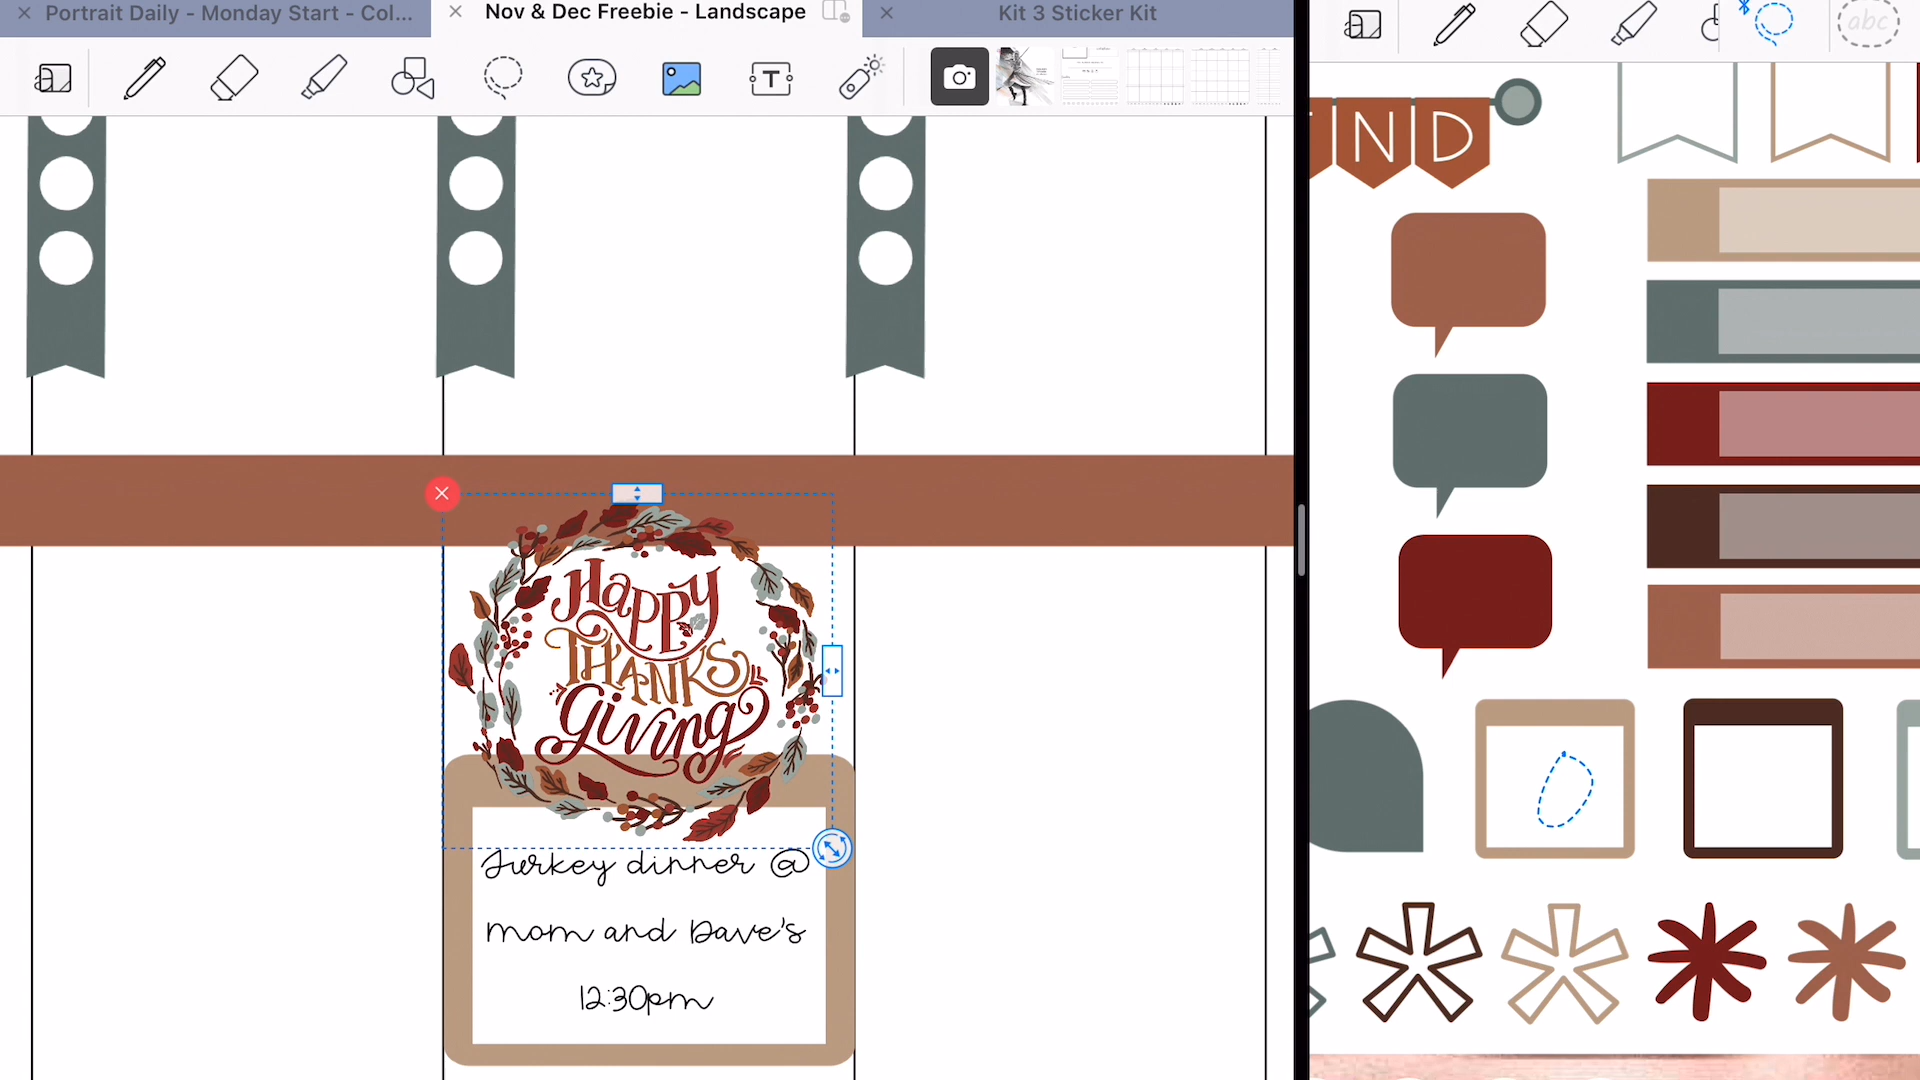 Portrait Daily - Monday Start - Col...
Nov & Dec Freebie - Landscape
Kit 3 Sticker Kit
abc
ND
Happy
THANKS
Giving
Turkey dinner @
mom and Dave's
12:30pm